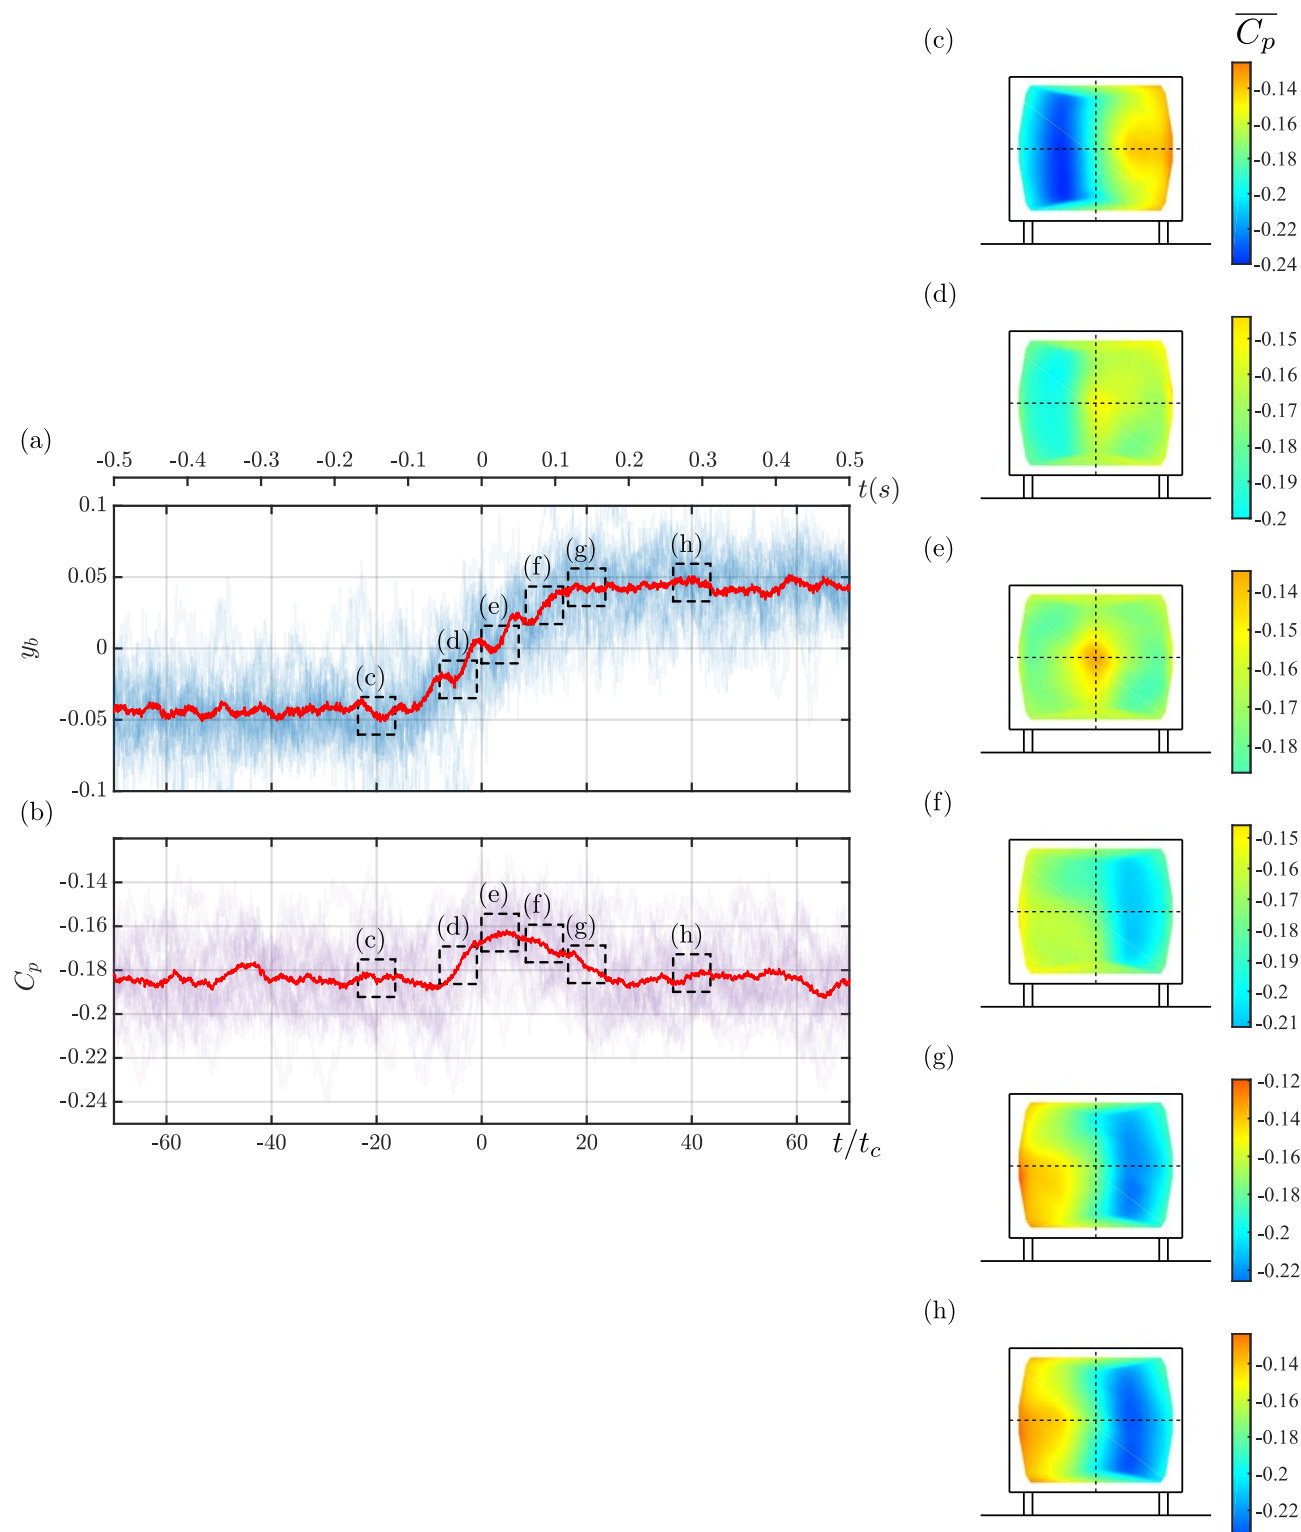 (a)
-0.5 -0.4 -0.3 -0.2 -0.1 0 0.1 0.2 0.3 0.4 0.5
t(s)
0.1
0.05
0
-0.05
-0.1
y_b
(c) (d) (e) (f) (g) (h)
(b)
-0.14
-0.16
-0.18
-0.2
-0.22
-0.24
C_p
(c) (d) (e) (f) (g) (h)
-60 -40 -20 0 20 40 60
t/t_c
(c)
\overline{C_p}
-0.14
-0.16
-0.18
-0.2
-0.22
-0.24
(d)
-0.15
-0.16
-0.17
-0.18
-0.19
-0.2
(e)
-0.14
-0.15
-0.16
-0.17
-0.18
(f)
-0.15
-0.16
-0.17
-0.18
-0.19
-0.2
-0.21
(g)
-0.12
-0.14
-0.16
-0.18
-0.2
-0.22
(h)
-0.14
-0.16
-0.18
-0.2
-0.22